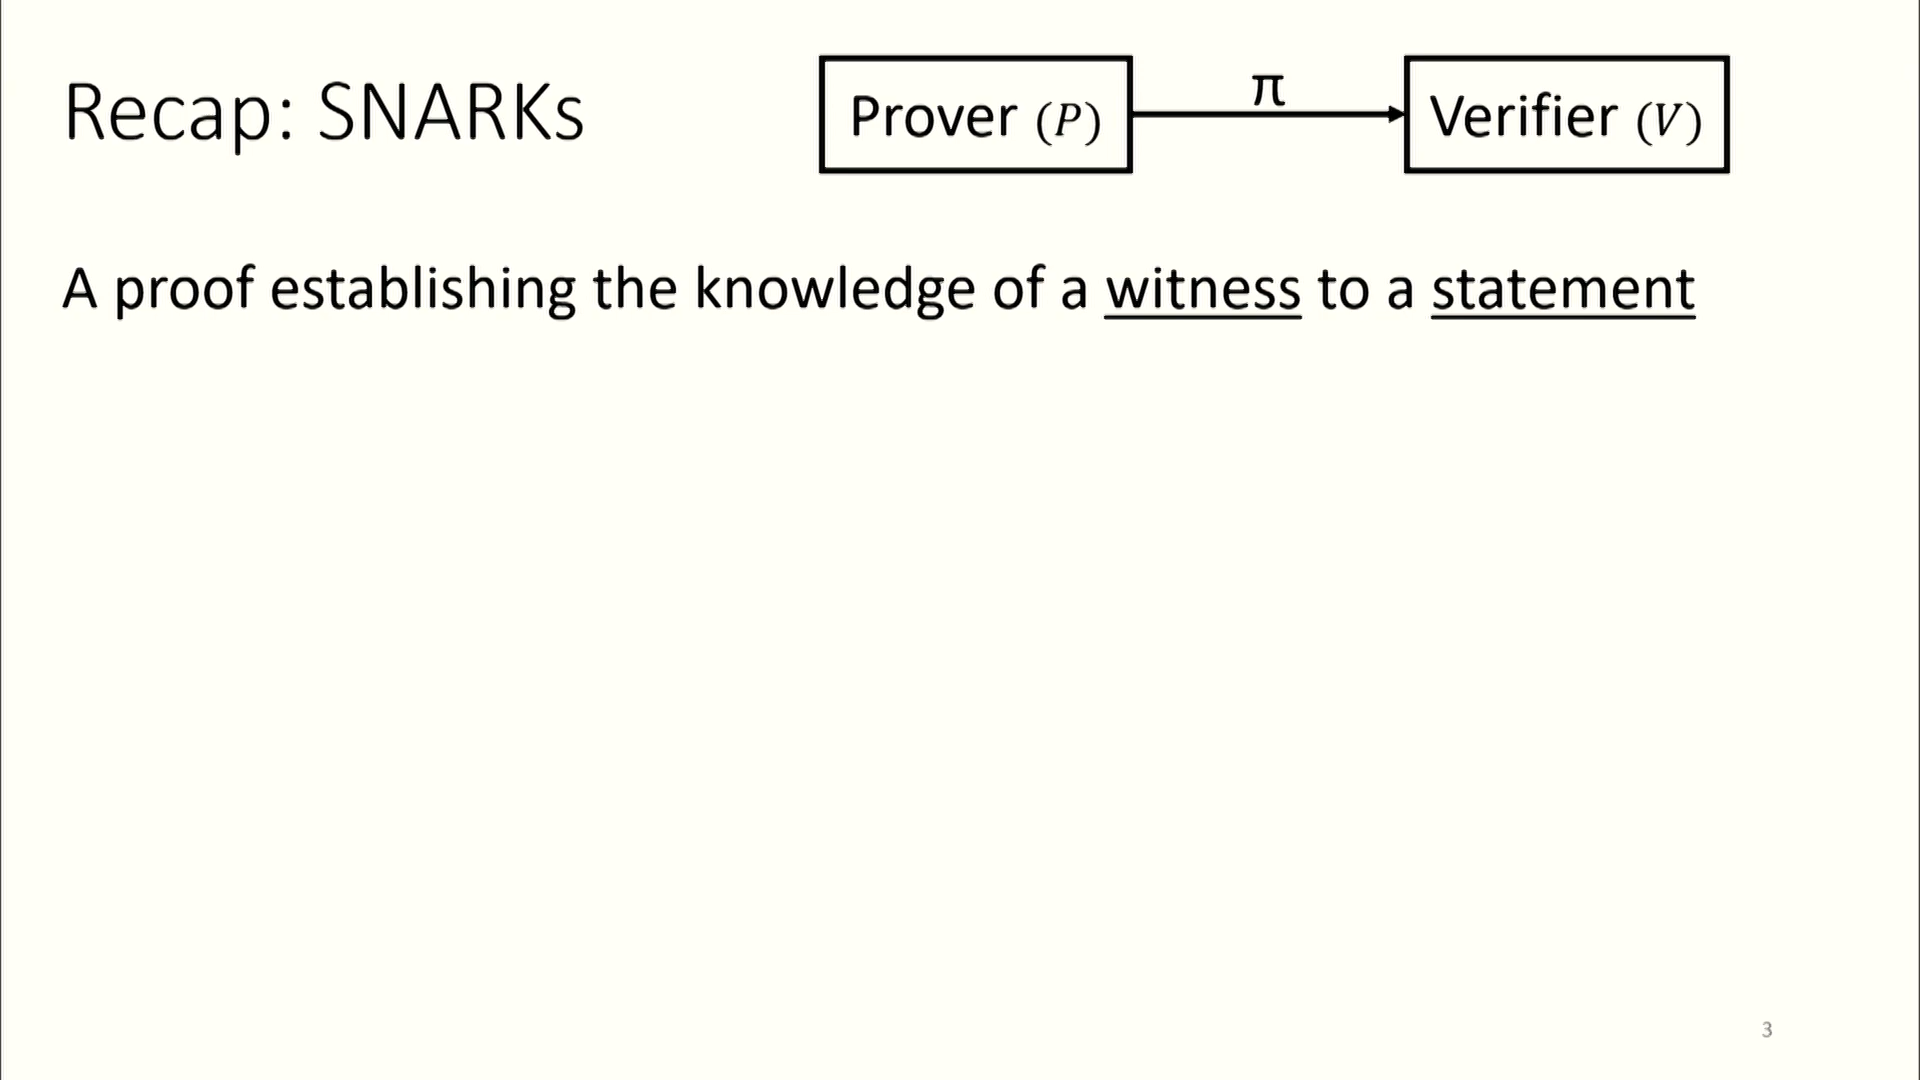 Recap: SNARKs
Prover (P)
π
Verifier (V)
A proof establishing the knowledge of a witness to a statement
3